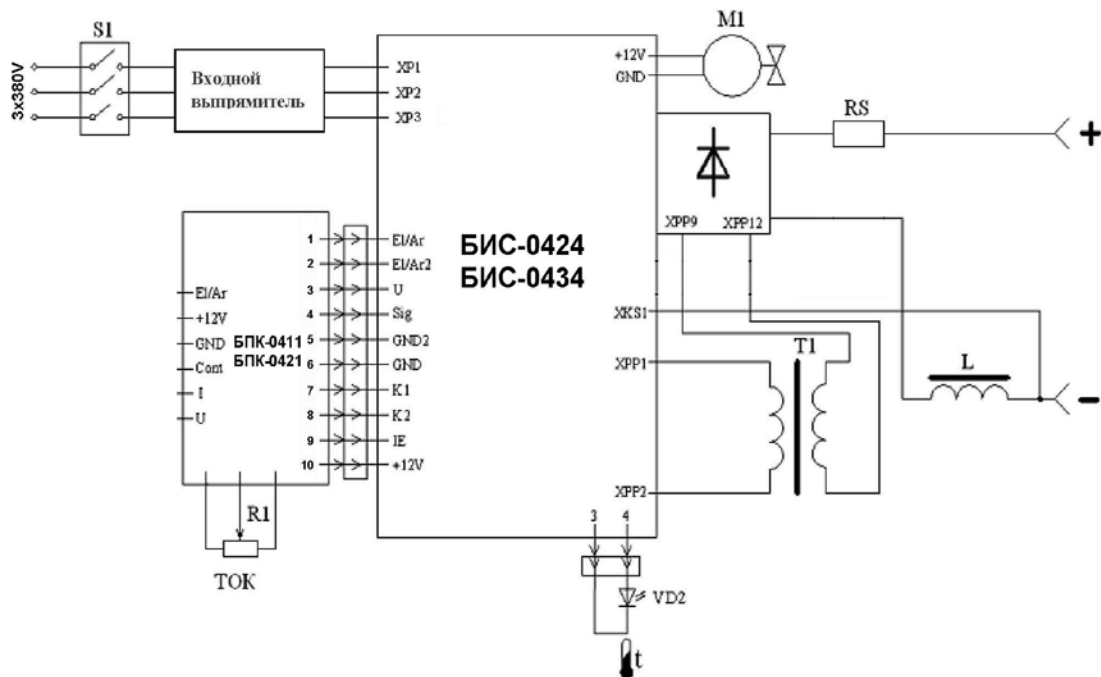 S1
3x380V
Входной
выпрямитель
XP1
XP2
XP3
+12V
GND
M1
RS
+
XPP9
XPP12
БИС-0424
БИС-0434
1
El/Ar
2
El/Ar2
3
U
4
Sig
5
GND2
6
GND
7
K1
8
K2
9
IE
10
+12V
El/Ar
+12V
GND
БПК-0411
БПК-0421
Cont
I
U
XKS1
XPP1
T1
L
-
XPP2
R1
ТОК
3
4
VD2
t